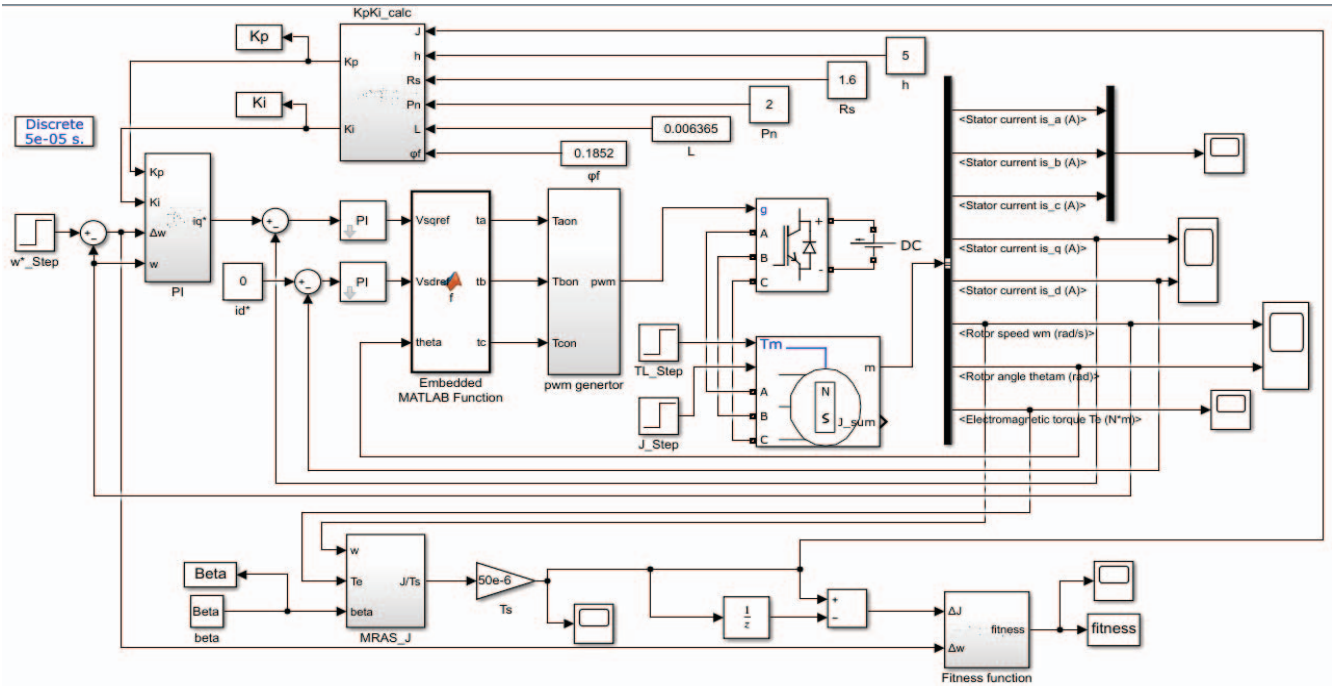 KpKi_calc
Kp
Ki
Kp
Ki
J
h
Rs
Pn
L
φf
5
h
1.6
Rs
2
Pn
0.006365
L
0.1852
φf
Discrete
5e-05 s.
w*_Step
Kp
Ki
Δw
w
iq*
PI
0
id*
PI
PI
Vsqref
Vsdref
theta
f
ta
tb
tc
Embedded
MATLAB Function
Taon
Tbon
Tcon
pwm
pwm genertor
g
A
B
C
+
-
DC
TL_Step
J_Step
Tm
A
B
C
N
S
m
J_sum
<Stator current is_a (A)>
<Stator current is_b (A)>
<Stator current is_c (A)>
<Stator current is_q (A)>
<Stator current is_d (A)>
<Rotor speed wm (rad/s)>
<Rotor angle thetam (rad)>
<Electromagnetic torque Te (N*m)>
Beta
Beta
beta
w
Te
beta
J/Ts
MRAS_J
50e-6
Ts
1
z
+
−
ΔJ
Δw
fitness
Fitness function
fitness